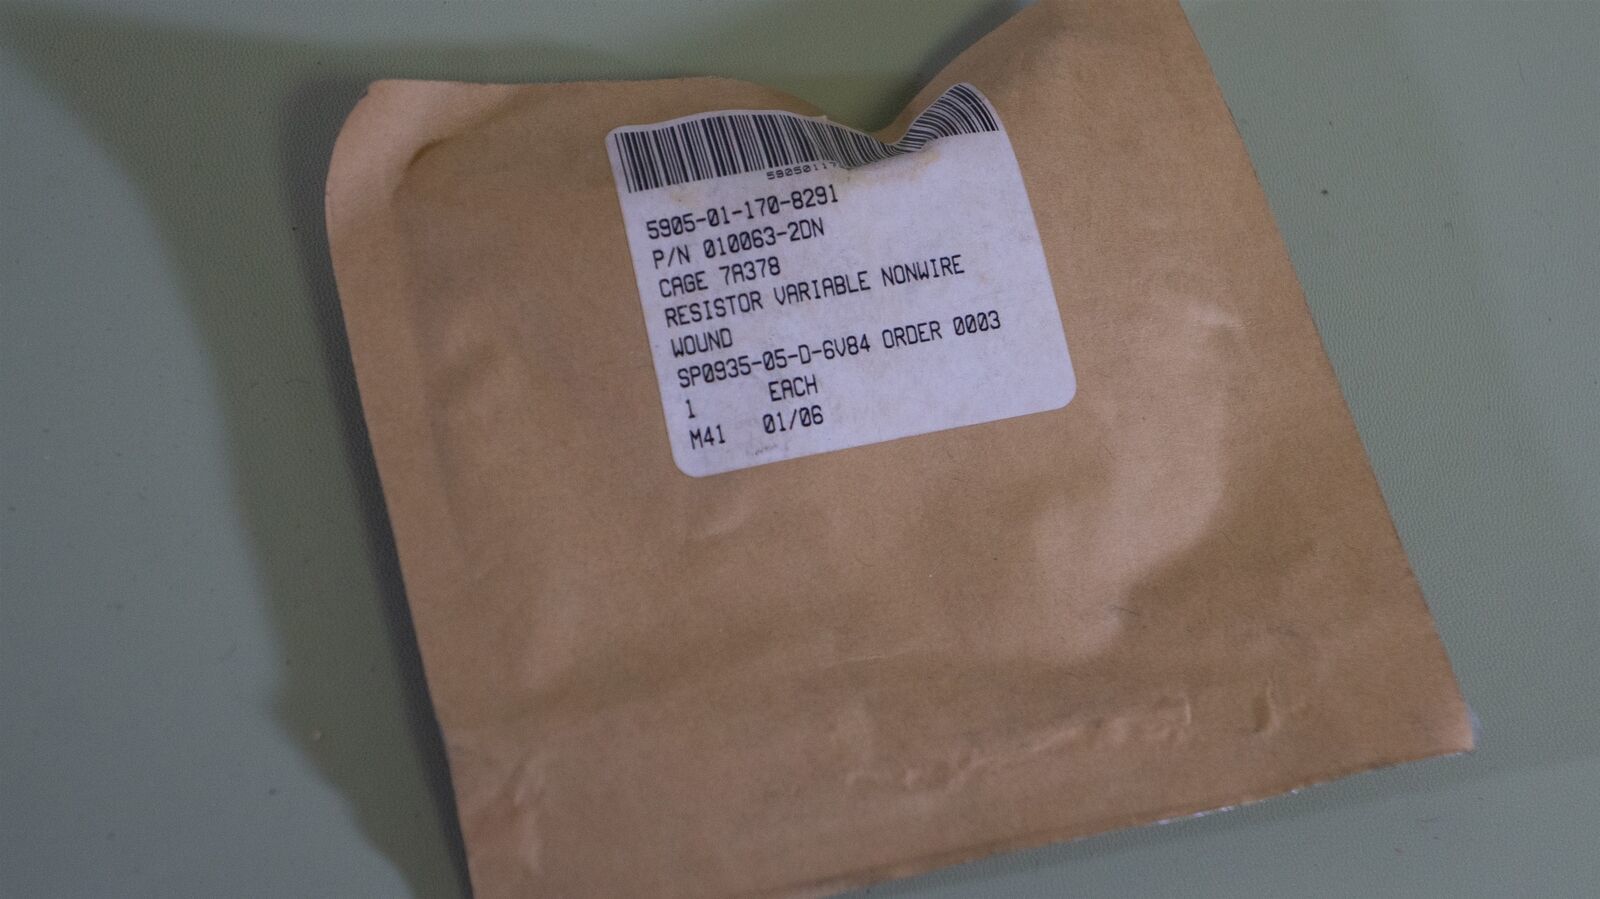 5905011
5905-01-170-8291
P/N 010063-2DN
CAGE 7A378
RESISTOR VARIABLE NONWIRE
WOUND
SP0935-05-D-6V84 ORDER 0003
1 EACH
M41 01/06